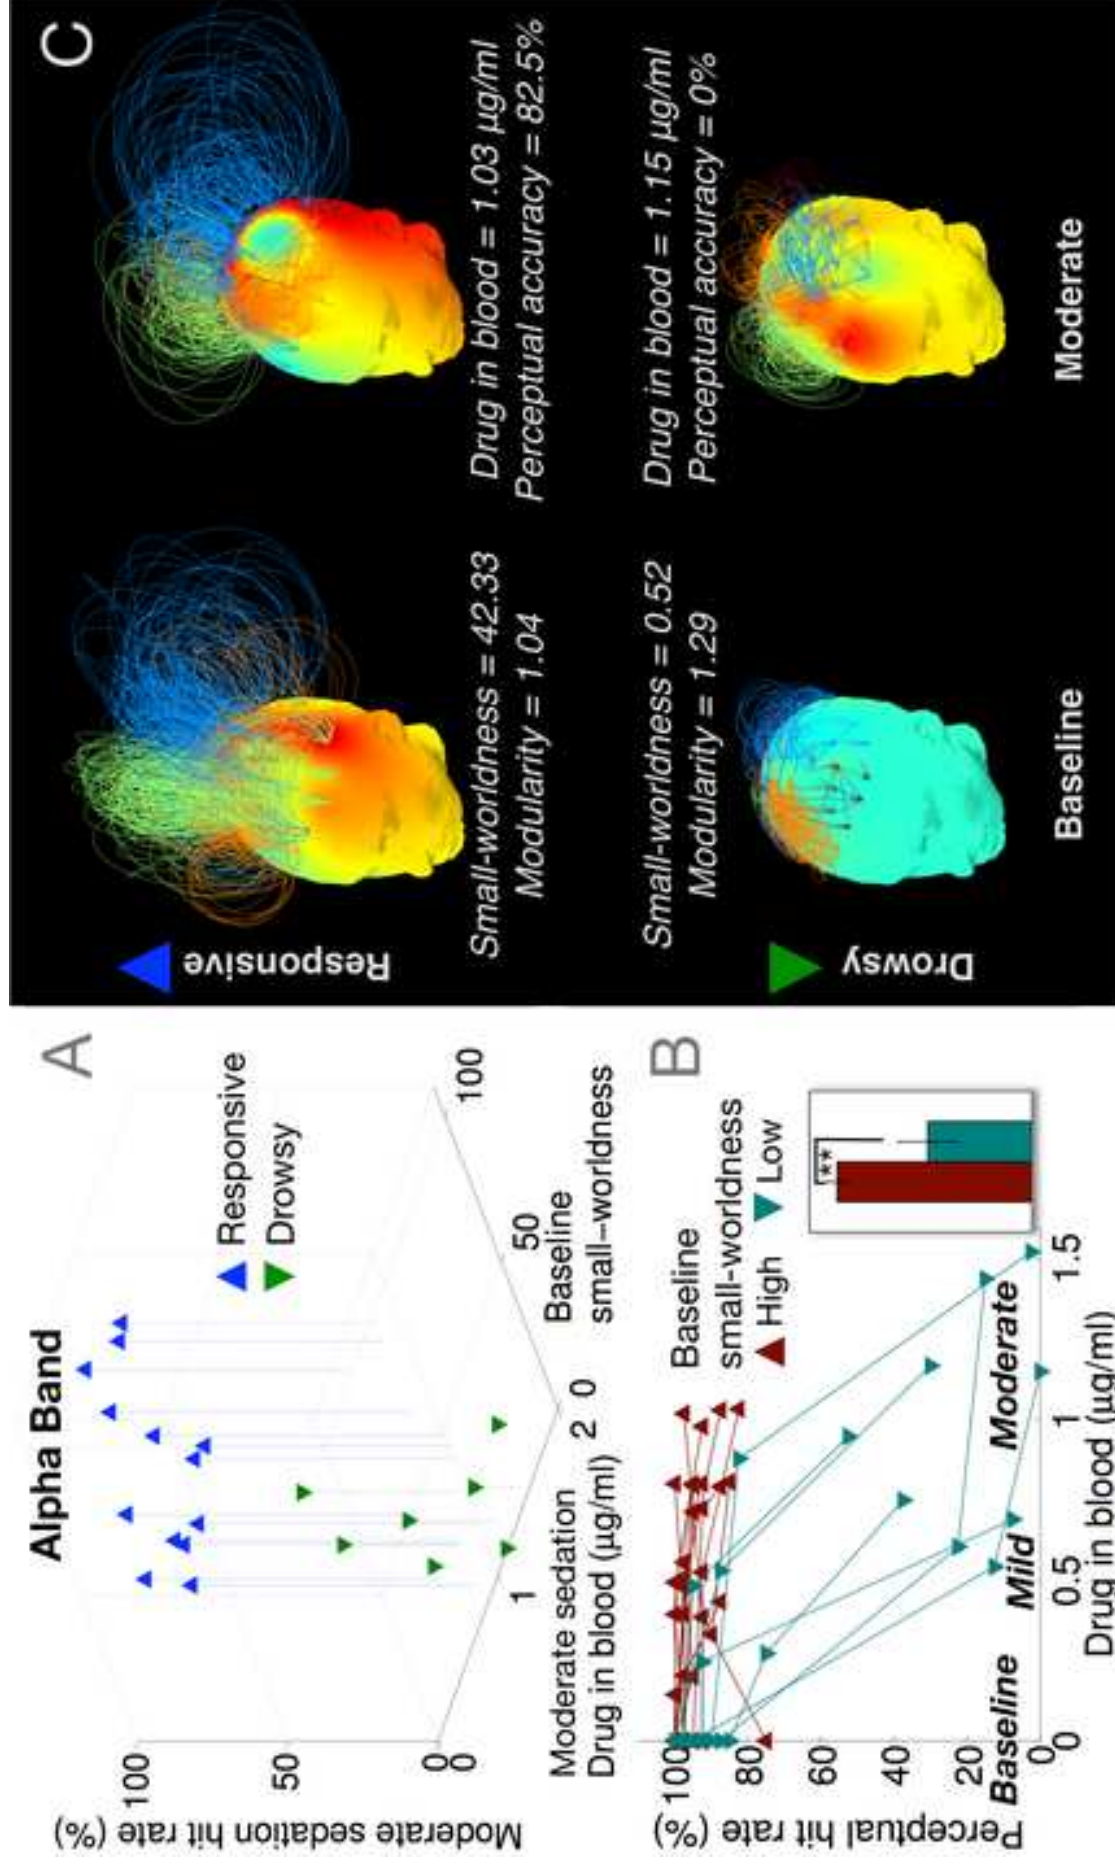 Alpha Band
A
Responsive
Drowsy
Moderate sedation hit rate (%)
100
50
0
Moderate sedation
Drug in blood (µg/ml)
1
2
0
50
100
Baseline
small−worldness
B
Baseline
small-worldness
High
Low
Perceptual hit rate (%)
100
80
60
40
20
0
**
Baseline
Mild
Moderate
0
0.5
1
1.5
Drug in blood (µg/ml)
C
Responsive
Small-worldness = 42.33
Modularity = 1.04
Drug in blood = 1.03 µg/ml
Perceptual accuracy = 82.5%
Drowsy
Small-worldness = 0.52
Modularity = 1.29
Drug in blood = 1.15 µg/ml
Perceptual accuracy = 0%
Baseline
Moderate